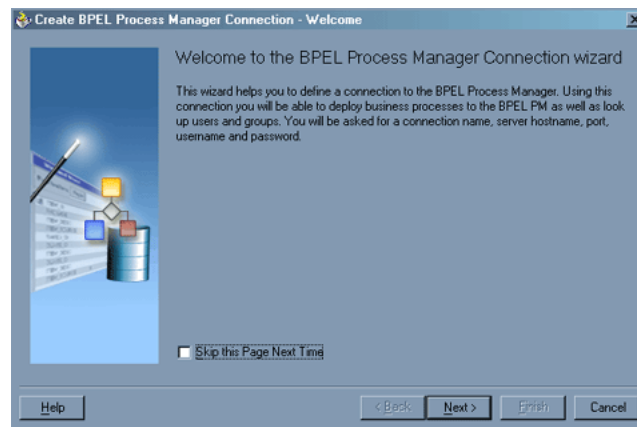 Create BPEL Process Manager Connection - Welcome
Welcome to the BPEL Process Manager Connection wizard
This wizard helps you to define a connection to the BPEL Process Manager. Using this
connection you will be able to deploy business processes to the BPEL PM as well as look
up users and groups. You will be asked for a connection name, server hostname, port,
username and password.
Skip this Page Next Time
Help
< Back
Next >
Finish
Cancel